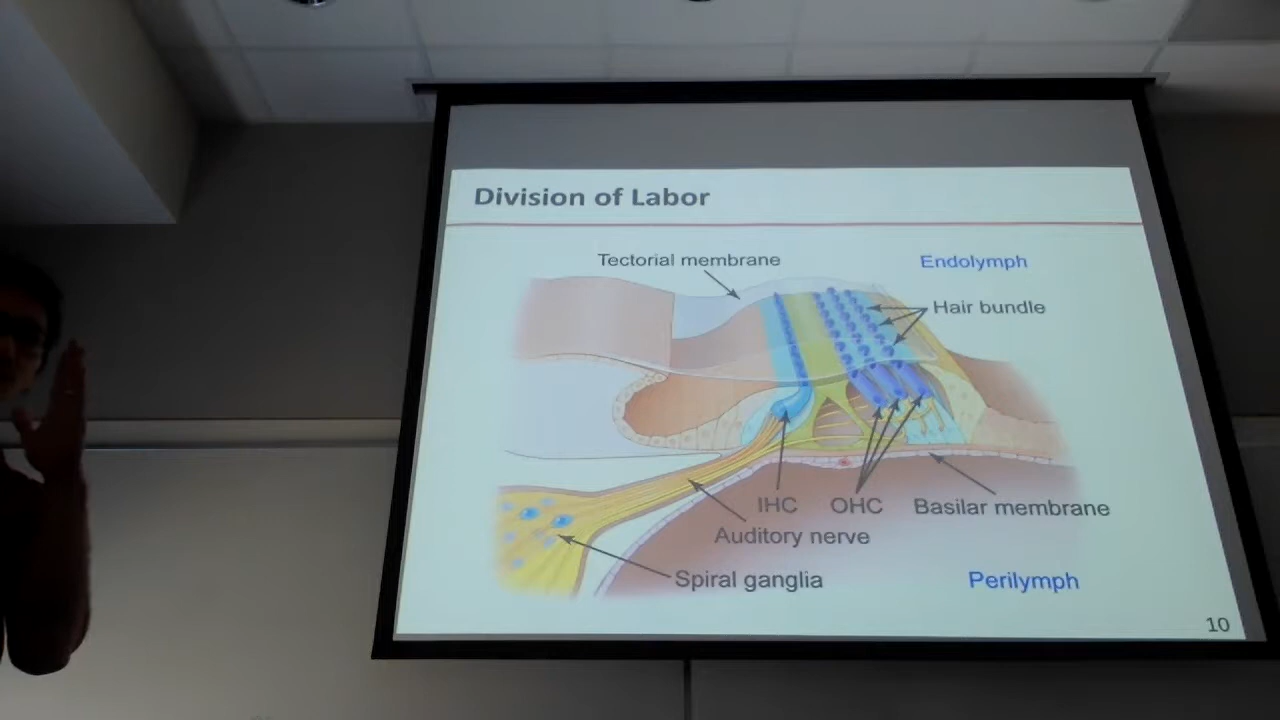 Division of Labor
Tectorial membrane
Endolymph
Hair bundle
IHC
OHC
Basilar membrane
Auditory nerve
Spiral ganglia
Perilymph
10